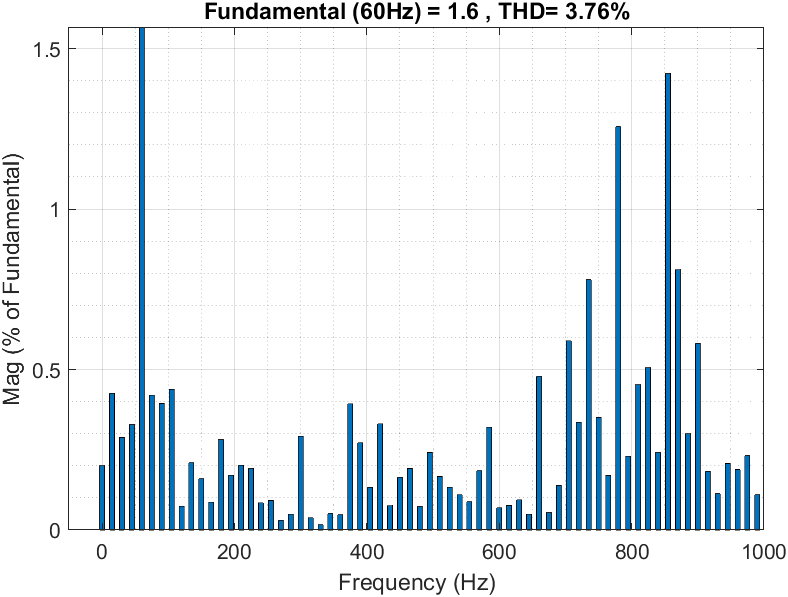 Fundamental (60Hz) = 1.6 , THD= 3.76%
1.5
1
0.5
0
Mag (% of Fundamental)
0 200 400 600 800 1000
Frequency (Hz)